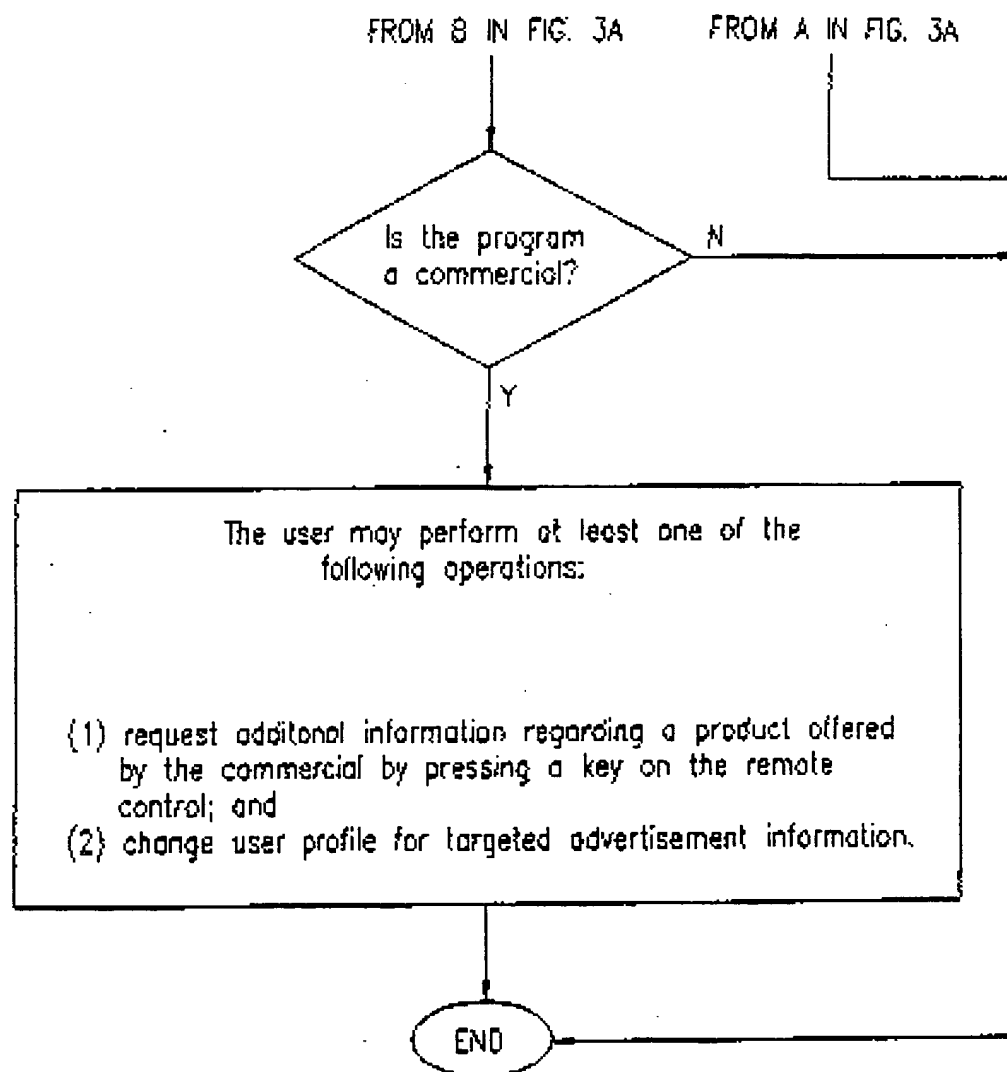 FROM B IN FIG. 3A
FROM A IN FIG. 3A
Is the program
a commercial?
N
Y
The user may perform at least one of the
following operations:
(1) request additonal information regarding a product offered
by the commercial by pressing a key on the remote
control; and
(2) change user profile for targeted advertisement information.
END